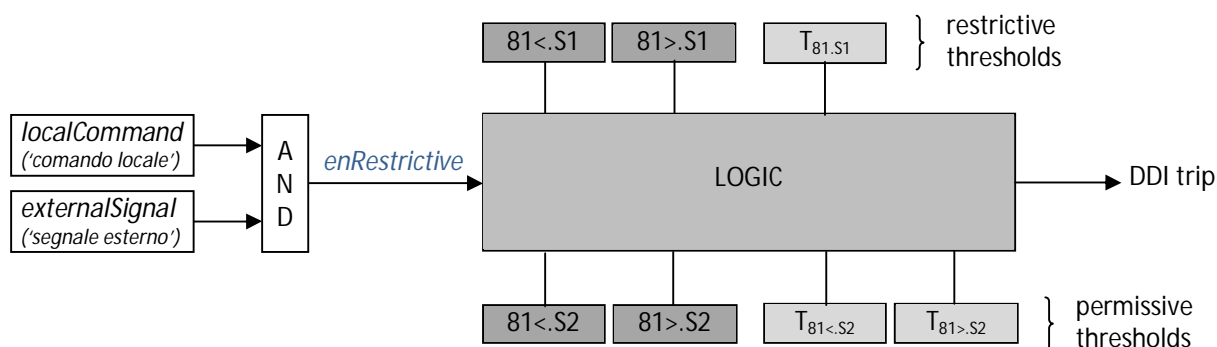 81<.S1
81>.S1
T81.S1
restrictive
thresholds
localCommand
('comando locale')
externalSignal
('segnale esterno')
A
N
D
enRestrictive
LOGIC
DDI trip
81<.S2
81>.S2
T81<.S2
T81>.S2
permissive
thresholds